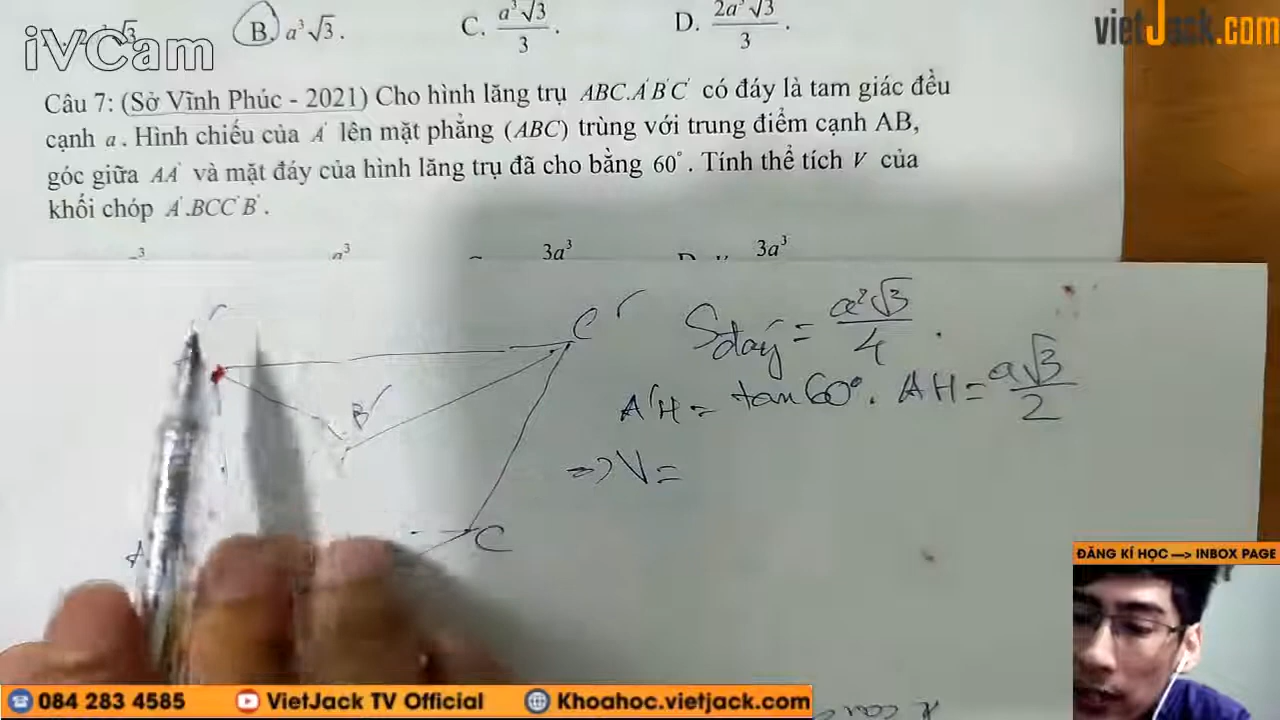 iVCam
vietJack.com
B. a³√3.
C. a³√3/3.
D. 2a³√3/3.
Câu 7: (Sở Vĩnh Phúc - 2021) Cho hình lăng trụ ABC.A'B'C' có đáy là tam giác đều
cạnh a. Hình chiếu của A' lên mặt phẳng (ABC) trùng với trung điểm cạnh AB,
góc giữa AA' và mặt đáy của hình lăng trụ đã cho bằng 60°. Tính thể tích V của
khối chóp A'.BCC'B'.
3a³
3a³
C'
B'
A
C
Sđáy = a²√3/4.
A'H = tan60°. AH = a√3/2
=> V =
ĐĂNG KÍ HỌC —> INBOX PAGE
084 283 4585
VietJack TV Official
Khoahoc.vietjack.com